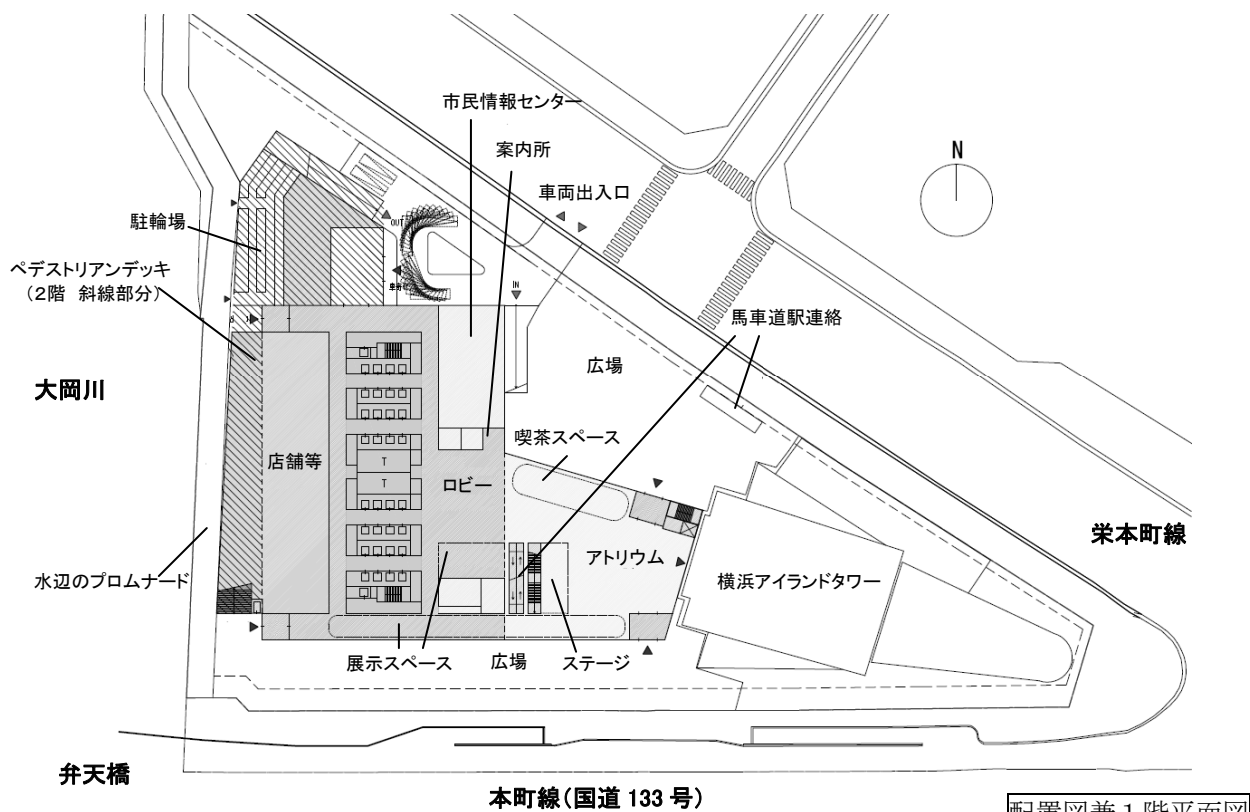 市民情報センター
案内所
N
車両出入口
駐輪場
OUT
ペデストリアンデッキ
(2階 斜線部分)
IN
馬車道駅連絡
広場
大岡川
喫茶スペース
店舗等
T
T
ロビー
栄本町線
アトリウム
横浜アイランドタワー
水辺のプロムナード
展示スペース
広場
ステージ
弁天橋
本町線(国道 133 号)
配置図兼1階平面図